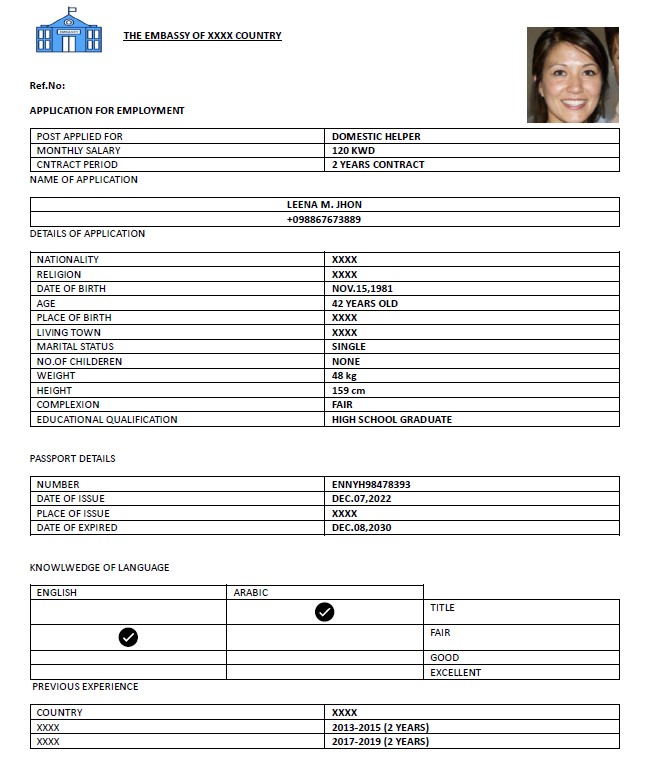 EMBASSY
THE EMBASSY OF XXXX COUNTRY
Ref.No:
APPLICATION FOR EMPLOYMENT
POST APPLIED FOR DOMESTIC HELPER
MONTHLY SALARY 120 KWD
CNTRACT PERIOD 2 YEARS CONTRACT
NAME OF APPLICATION
LEENA M. JHON
+098867673889
DETAILS OF APPLICATION
NATIONALITY XXXX
RELIGION XXXX
DATE OF BIRTH NOV.15,1981
AGE 42 YEARS OLD
PLACE OF BIRTH XXXX
LIVING TOWN XXXX
MARITAL STATUS SINGLE
NO.OF CHILDEREN NONE
WEIGHT 48 kg
HEIGHT 159 cm
COMPLEXION FAIR
EDUCATIONAL QUALIFICATION HIGH SCHOOL GRADUATE
PASSPORT DETAILS
NUMBER ENNYH98478393
DATE OF ISSUE DEC.07,2022
PLACE OF ISSUE XXXX
DATE OF EXPIRED DEC.08,2030
KNOWLWEDGE OF LANGUAGE
ENGLISH ARABIC
TITLE
FAIR
GOOD
EXCELLENT
PREVIOUS EXPERIENCE
COUNTRY XXXX
XXXX 2013-2015 (2 YEARS)
XXXX 2017-2019 (2 YEARS)